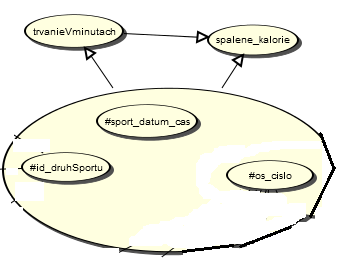 trvanieVminutach
spalene_kalorie
#sport_datum_cas
#id_druhSportu
#os_cislo